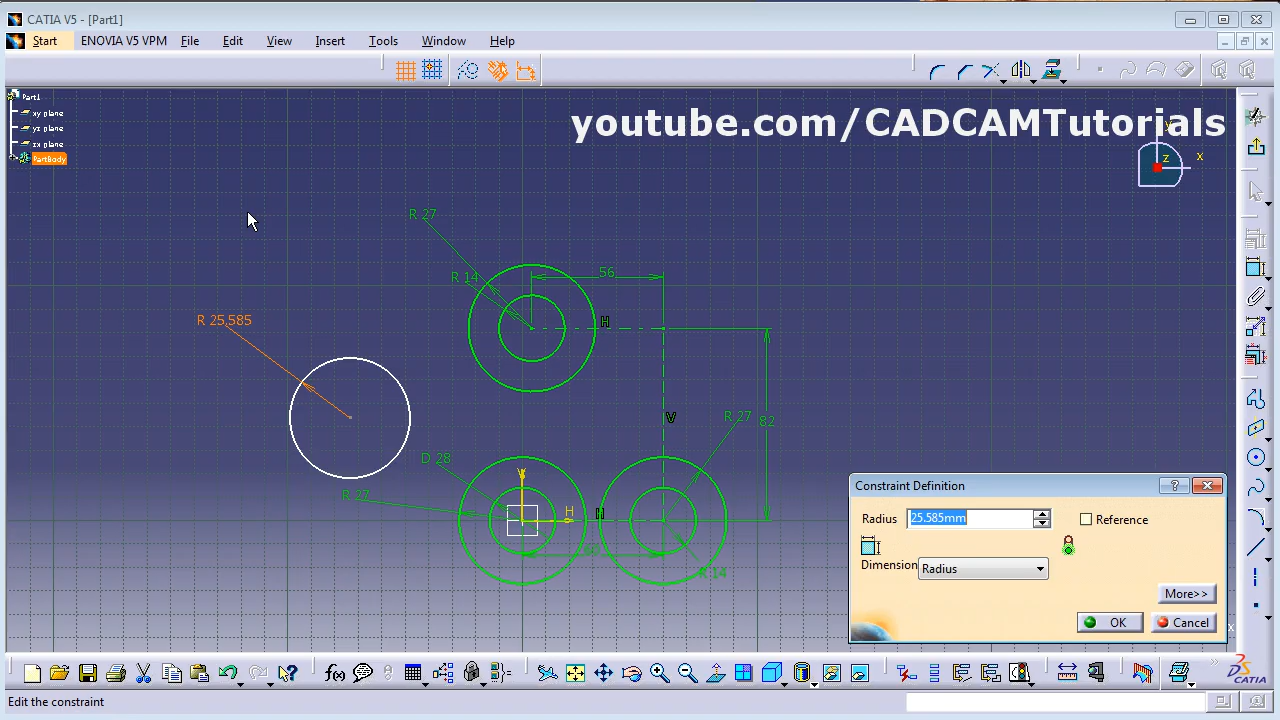 CATIA V5 - [Part1]
Start ENOVIA V5 VPM File Edit View Insert Tools Window Help
Part1
xy plane
yz plane
zx plane
PartBody
youtube.com/CADCAMTutorials
y
z
x
R 27
R 14
56
H
R 25,585
V
R 27
82
D 28
R 27
V
H
H
60
R 14
Constraint Definition
Radius 25.585mm Reference
Dimension Radius
More>>
OK Cancel
x
f(x)
CATIA
Edit the constraint